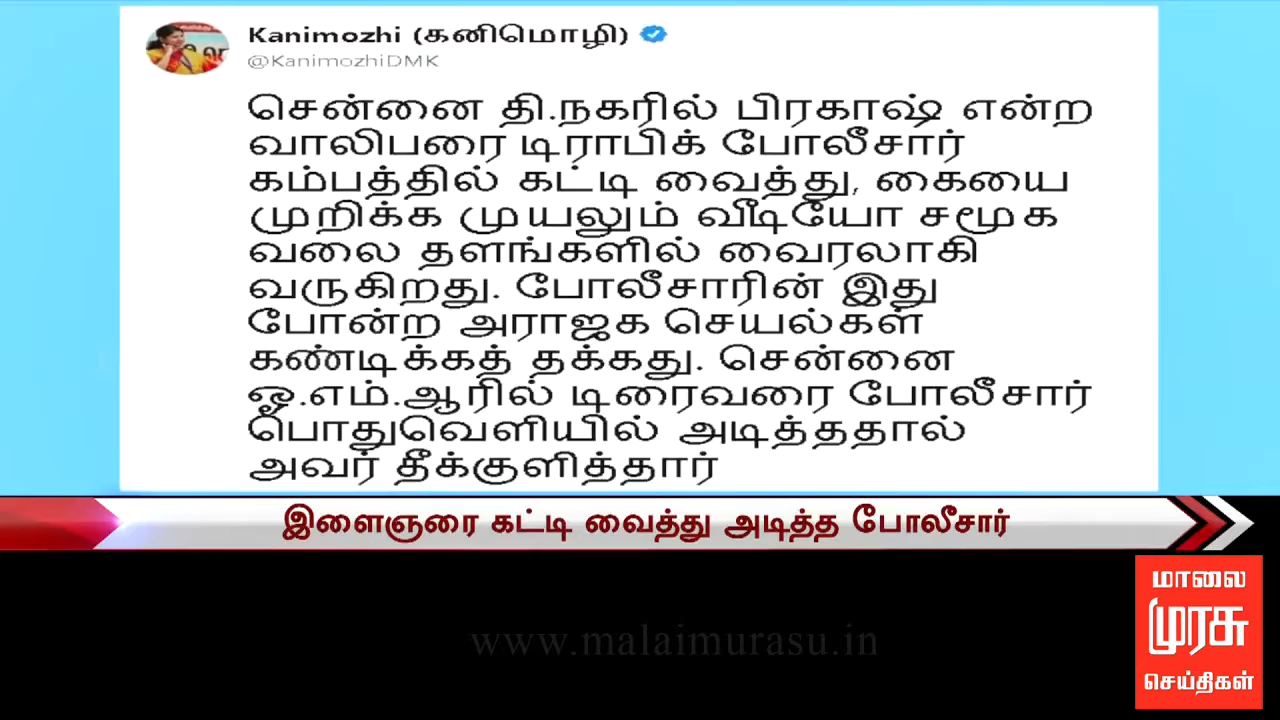 Kanimozhi (கனிமொழி)
@KanimozhiDMK
சென்னை தி.நகரில் பிரகாஷ் என்ற
வாலிபரை டிராபிக் போலீசார்
கம்பத்தில் கட்டி வைத்து, கையை
முறிக்க முயலும் வீடியோ சமூக
வலை தளங்களில் வைரலாகி
வருகிறது. போலீசாரின் இது
போன்ற அராஜக செயல்கள்
கண்டிக்கத் தக்கது. சென்னை
ஓ.எம்.ஆரில் டிரைவரை போலீசார்
பொதுவெளியில் அடித்ததால்
அவர் தீக்குளித்தார்
இளைஞரை கட்டி வைத்து அடித்த போலீசார்
மாலை
முரசு
செய்திகள்
www.malaimurasu.in